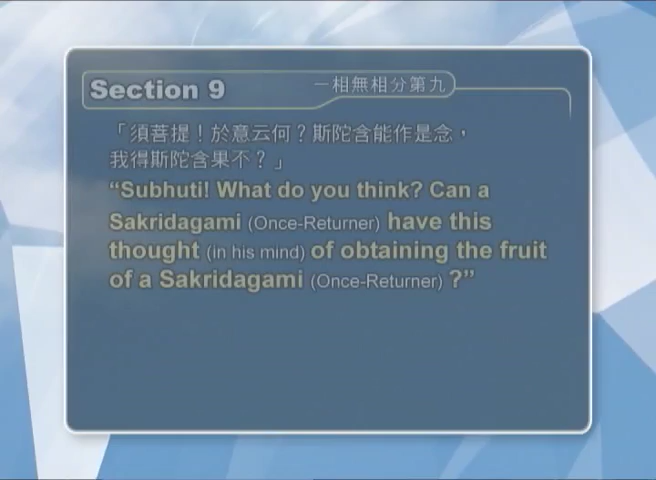 Section 9
一相無相分第九
「須菩提！於意云何？斯陀含能作是念，
我得斯陀含果不？」
“Subhuti! What do you think? Can a
Sakridagami (Once-Returner) have this
thought (in his mind) of obtaining the fruit
of a Sakridagami (Once-Returner) ?”